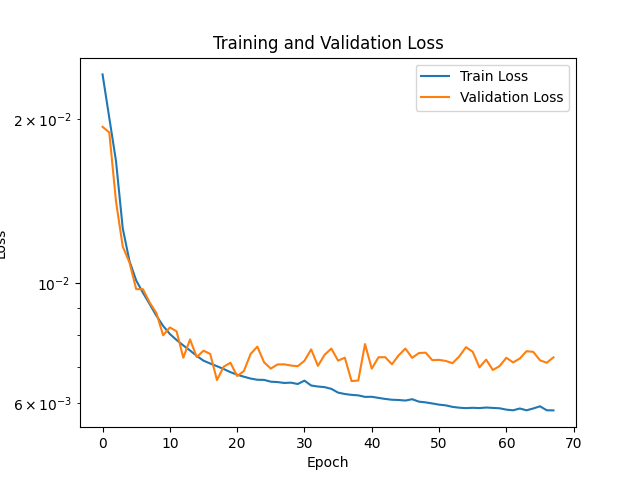 Training and Validation Loss
Train Loss
Validation Loss
2 × 10⁻²
10⁻²
6 × 10⁻³
Loss
0 10 20 30 40 50 60 70
Epoch